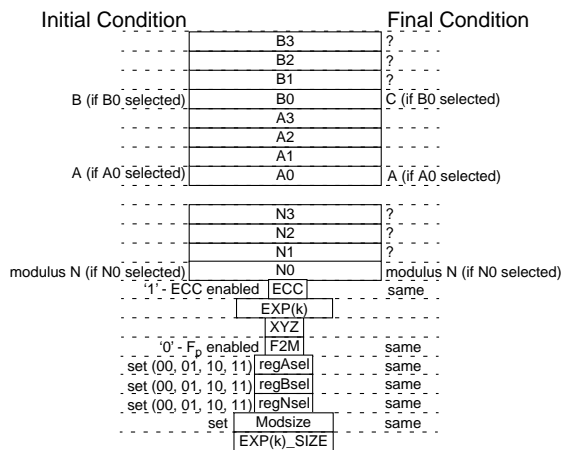 Initial Condition Final Condition
B3 ?
B2 ?
B1 ?
B (if B0 selected) B0 C (if B0 selected)
A3
A2
A1
A (if A0 selected) A0 A (if A0 selected)
N3 ?
N2 ?
N1 ?
modulus N (if N0 selected) N0 modulus N (if N0 selected)
‘1’ - ECC enabled ECC same
EXP(k)
XYZ
‘0’ - Fp enabled F2M same
set (00, 01, 10, 11) regAsel same
set (00, 01, 10, 11) regBsel same
set (00, 01, 10, 11) regNsel same
set Modsize same
EXP(k)_SIZE